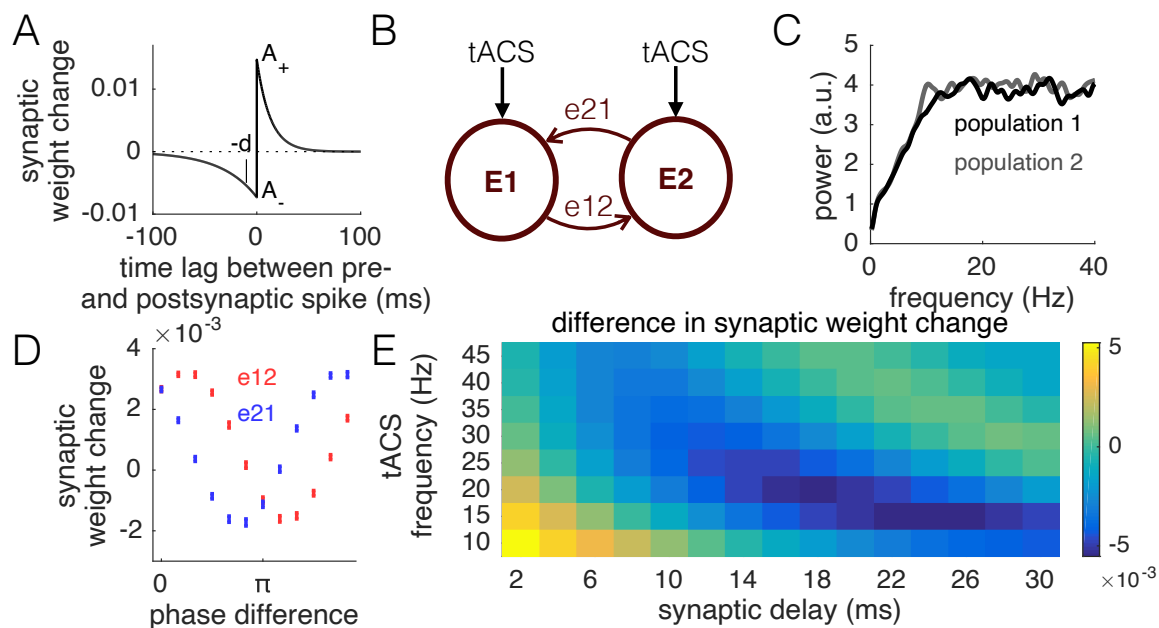 A
synaptic
weight change
0.01
0
-0.01
A+
-d
A-
-100
0
100
time lag between pre-
and postsynaptic spike (ms)
B
tACS
tACS
e21
E1
E2
e12
C
power (a.u.)
5
4
3
2
1
0
population 1
population 2
0
20
40
frequency (Hz)
D
× 10⁻³
synaptic
weight change
4
2
0
-2
e12
e21
0
π
phase difference
E
difference in synaptic weight change
tACS
frequency (Hz)
45
40
35
30
25
20
15
10
2
6
10
14
18
22
26
30
synaptic delay (ms)
5
0
-5
× 10⁻³